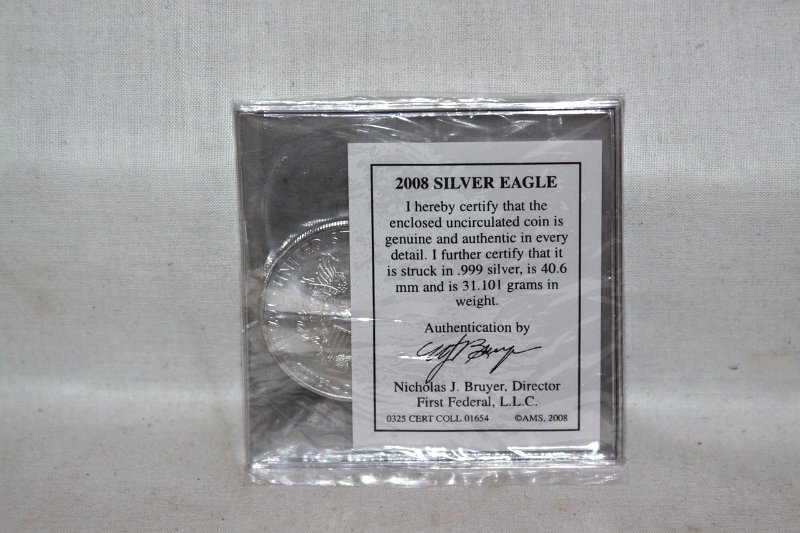 UNITED ST
2008 SILVER EAGLE
I hereby certify that the
enclosed uncirculated coin is
genuine and authentic in every
detail. I further certify that it
is struck in .999 silver, is 40.6
mm and is 31.101 grams in
weight.
Authentication by
Nicholas J. Bruyer, Director
First Federal, L.L.C.
0325 CERT COLL 01654 ©AMS, 2008